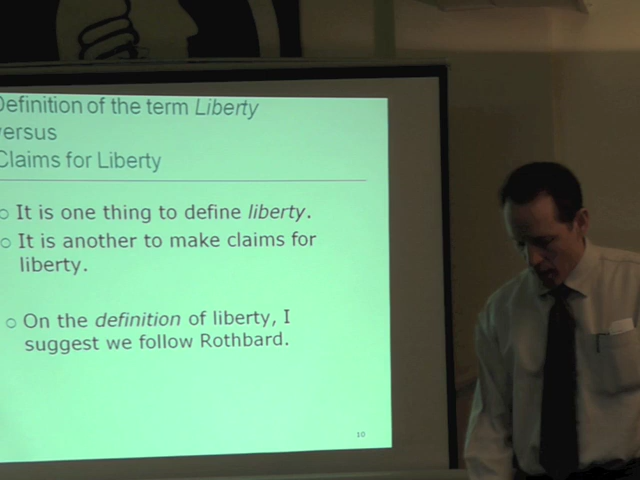 Definition of the term Liberty
versus
Claims for Liberty
It is one thing to define liberty.
It is another to make claims for
liberty.
On the definition of liberty, I
suggest we follow Rothbard.
10